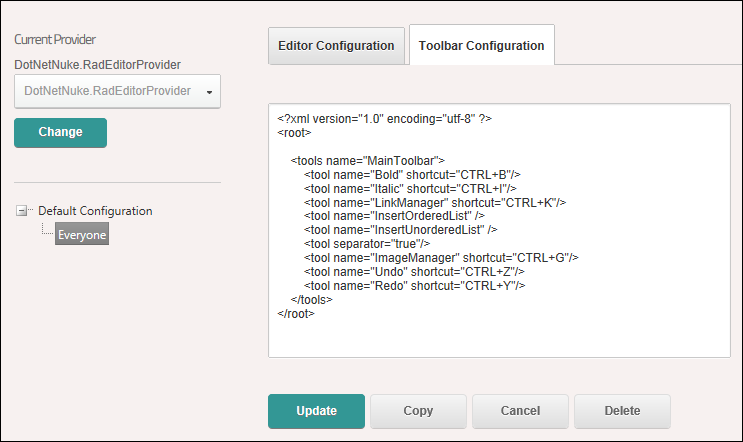 Current Provider
DotNetNuke.RadEditorProvider
DotNetNuke.RadEditorProvider
Change
Default Configuration
Everyone
Editor Configuration
Toolbar Configuration
<?xml version="1.0" encoding="utf-8" ?>
<root>
<tools name="MainToolbar">
<tool name="Bold" shortcut="CTRL+B"/>
<tool name="Italic" shortcut="CTRL+I"/>
<tool name="LinkManager" shortcut="CTRL+K"/>
<tool name="InsertOrderedList" />
<tool name="InsertUnorderedList" />
<tool separator="true"/>
<tool name="ImageManager" shortcut="CTRL+G"/>
<tool name="Undo" shortcut="CTRL+Z"/>
<tool name="Redo" shortcut="CTRL+Y"/>
</tools>
</root>
Update
Copy
Cancel
Delete